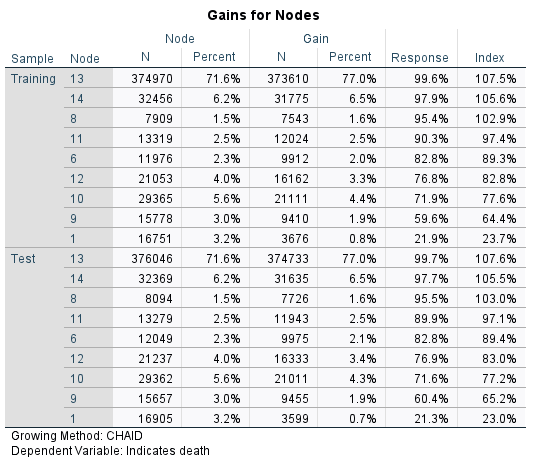 Gains for Nodes
Node Gain
Sample Node N Percent N Percent Response Index
Training 13 374970 71.6% 373610 77.0% 99.6% 107.5%
14 32456 6.2% 31775 6.5% 97.9% 105.6%
8 7909 1.5% 7543 1.6% 95.4% 102.9%
11 13319 2.5% 12024 2.5% 90.3% 97.4%
6 11976 2.3% 9912 2.0% 82.8% 89.3%
12 21053 4.0% 16162 3.3% 76.8% 82.8%
10 29365 5.6% 21111 4.4% 71.9% 77.6%
9 15778 3.0% 9410 1.9% 59.6% 64.4%
1 16751 3.2% 3676 0.8% 21.9% 23.7%
Test 13 376046 71.6% 374733 77.0% 99.7% 107.6%
14 32369 6.2% 31635 6.5% 97.7% 105.5%
8 8094 1.5% 7726 1.6% 95.5% 103.0%
11 13279 2.5% 11943 2.5% 89.9% 97.1%
6 12049 2.3% 9975 2.1% 82.8% 89.4%
12 21237 4.0% 16333 3.4% 76.9% 83.0%
10 29362 5.6% 21011 4.3% 71.6% 77.2%
9 15657 3.0% 9455 1.9% 60.4% 65.2%
1 16905 3.2% 3599 0.7% 21.3% 23.0%
Growing Method: CHAID
Dependent Variable: Indicates death